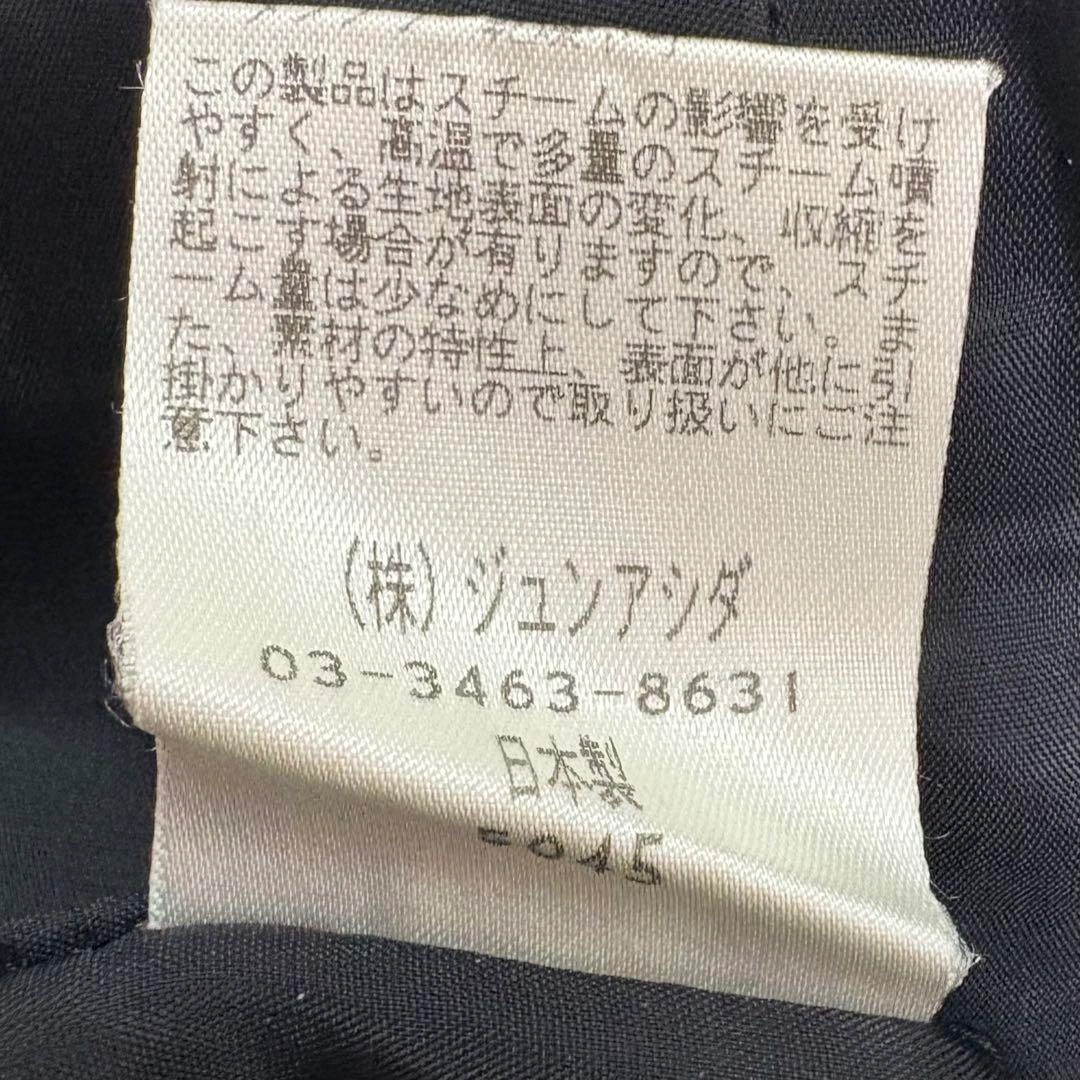 この製品はスチームの影響を受け
やすく、高温で多量のスチーム噴
射による生地表面の変化、収縮を
起こす場合が有りますので、スチ
ーム量は少なめにして下さい。ま
た、素材の特性上、表面が他に引
掛かりやすいので取り扱いにご注
意下さい。
(株)ジュンアシダ
03-3463-8631
日本製